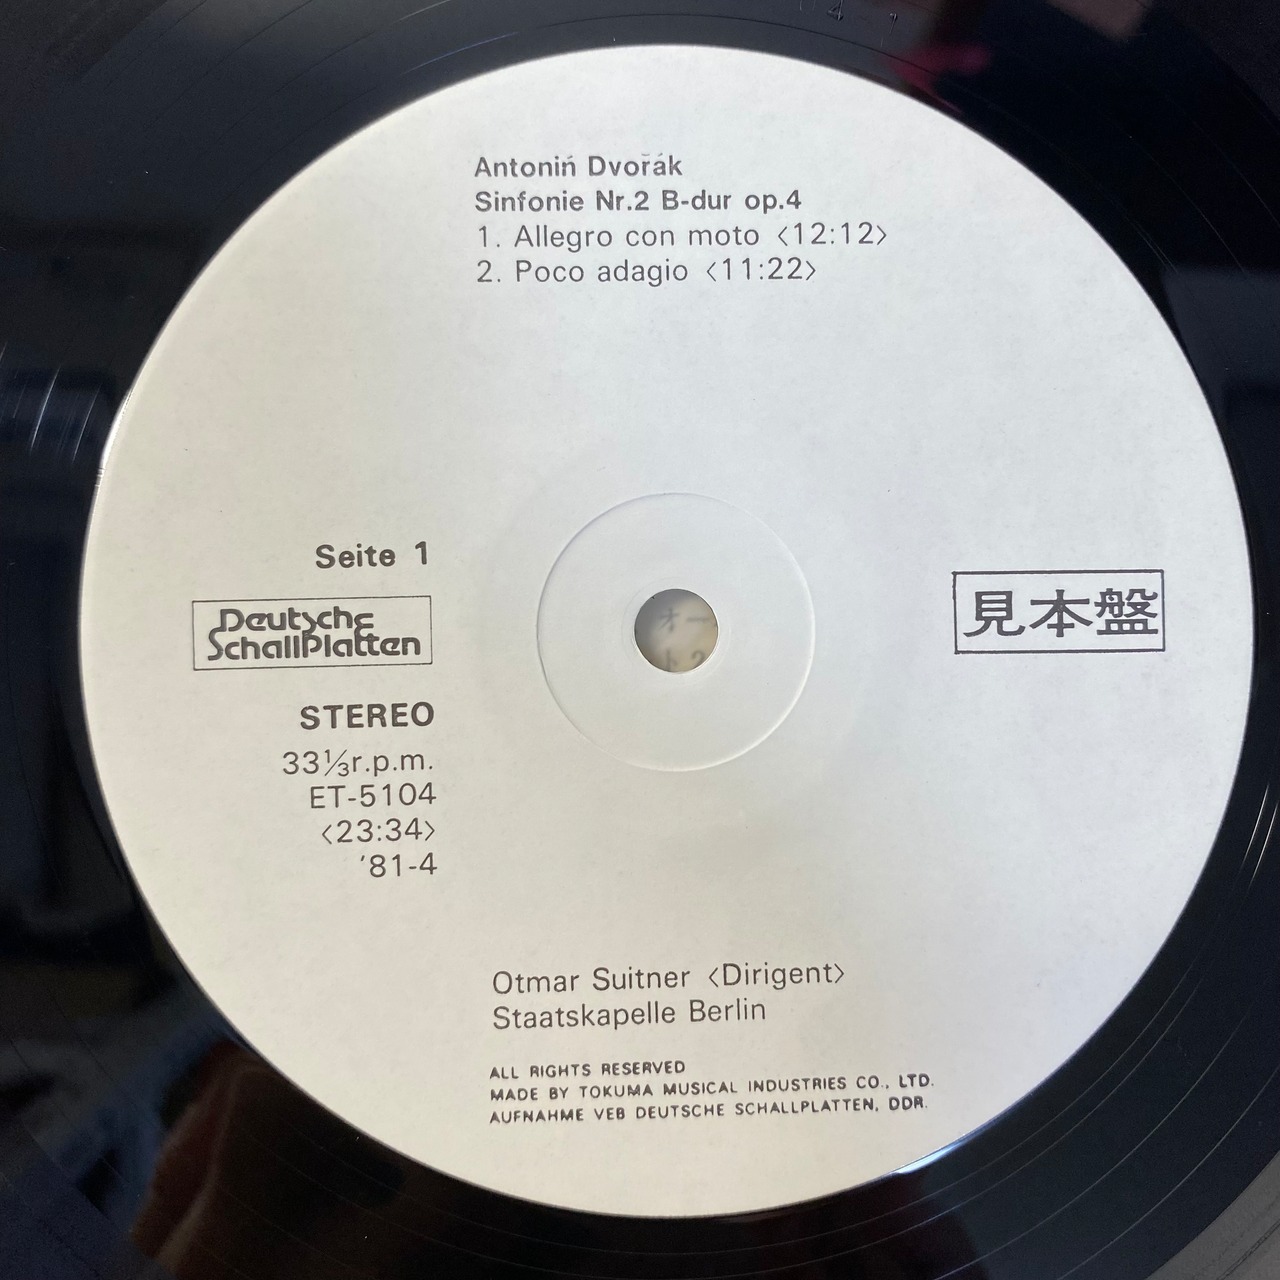 Antoniń Dvořák
Sinfonie Nr.2 B-dur op.4
1. Allegro con moto ‹12:12›
2. Poco adagio ‹11:22›
Seite 1
Deutsche
SchallPlatten
見本盤
STEREO
33⅓r.p.m.
ET-5104
‹23:34›
'81-4
Otmar Suitner ‹Dirigent›
Staatskapelle Berlin
ALL RIGHTS RESERVED
MADE BY TOKUMA MUSICAL INDUSTRIES CO., LTD.
AUFNAHME VEB DEUTSCHE SCHALLPLATTEN, DDR.